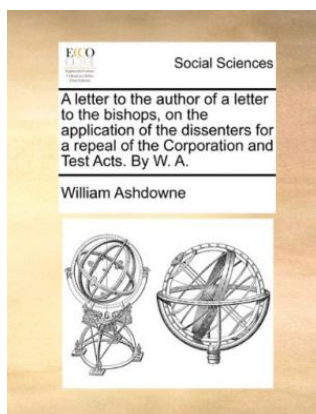 ECCO
Social Sciences
A letter to the author of a letter
to the bishops, on the
application of the dissenters for
a repeal of the Corporation and
Test Acts. By W. A.
William Ashdowne